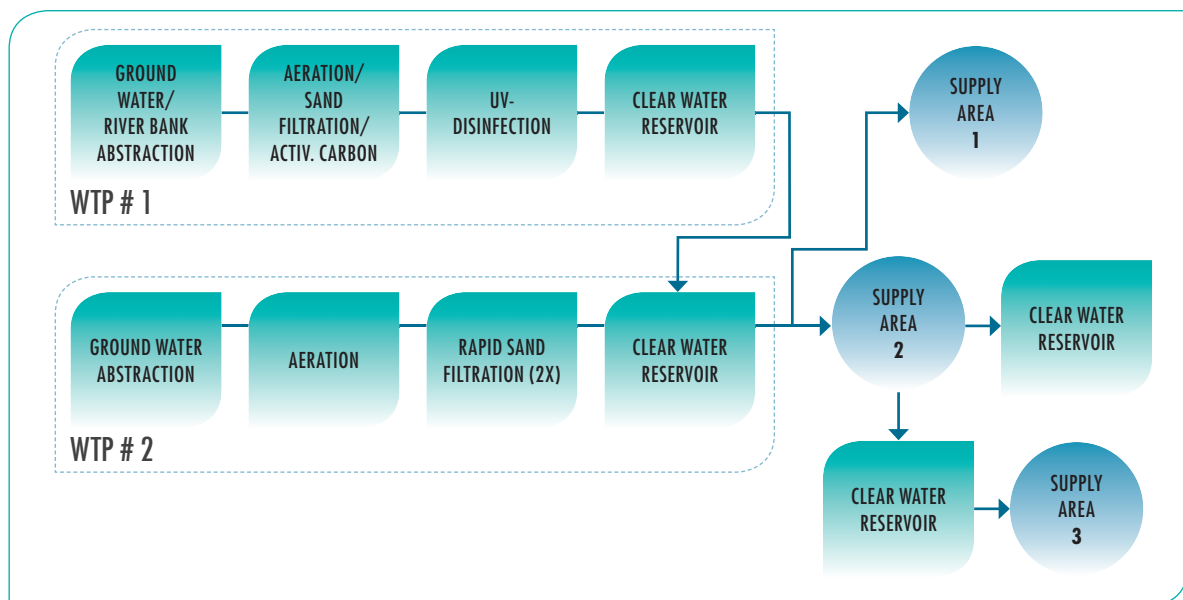 GROUND
WATER/
RIVER BANK
ABSTRACTION
AERATION/
SAND
FILTRATION/
ACTIV. CARBON
UV-
DISINFECTION
CLEAR WATER
RESERVOIR
WTP # 1
SUPPLY
AREA
1
GROUND WATER
ABSTRACTION
AERATION
RAPID SAND
FILTRATION (2X)
CLEAR WATER
RESERVOIR
WTP # 2
SUPPLY
AREA
2
CLEAR WATER
RESERVOIR
CLEAR WATER
RESERVOIR
SUPPLY
AREA
3